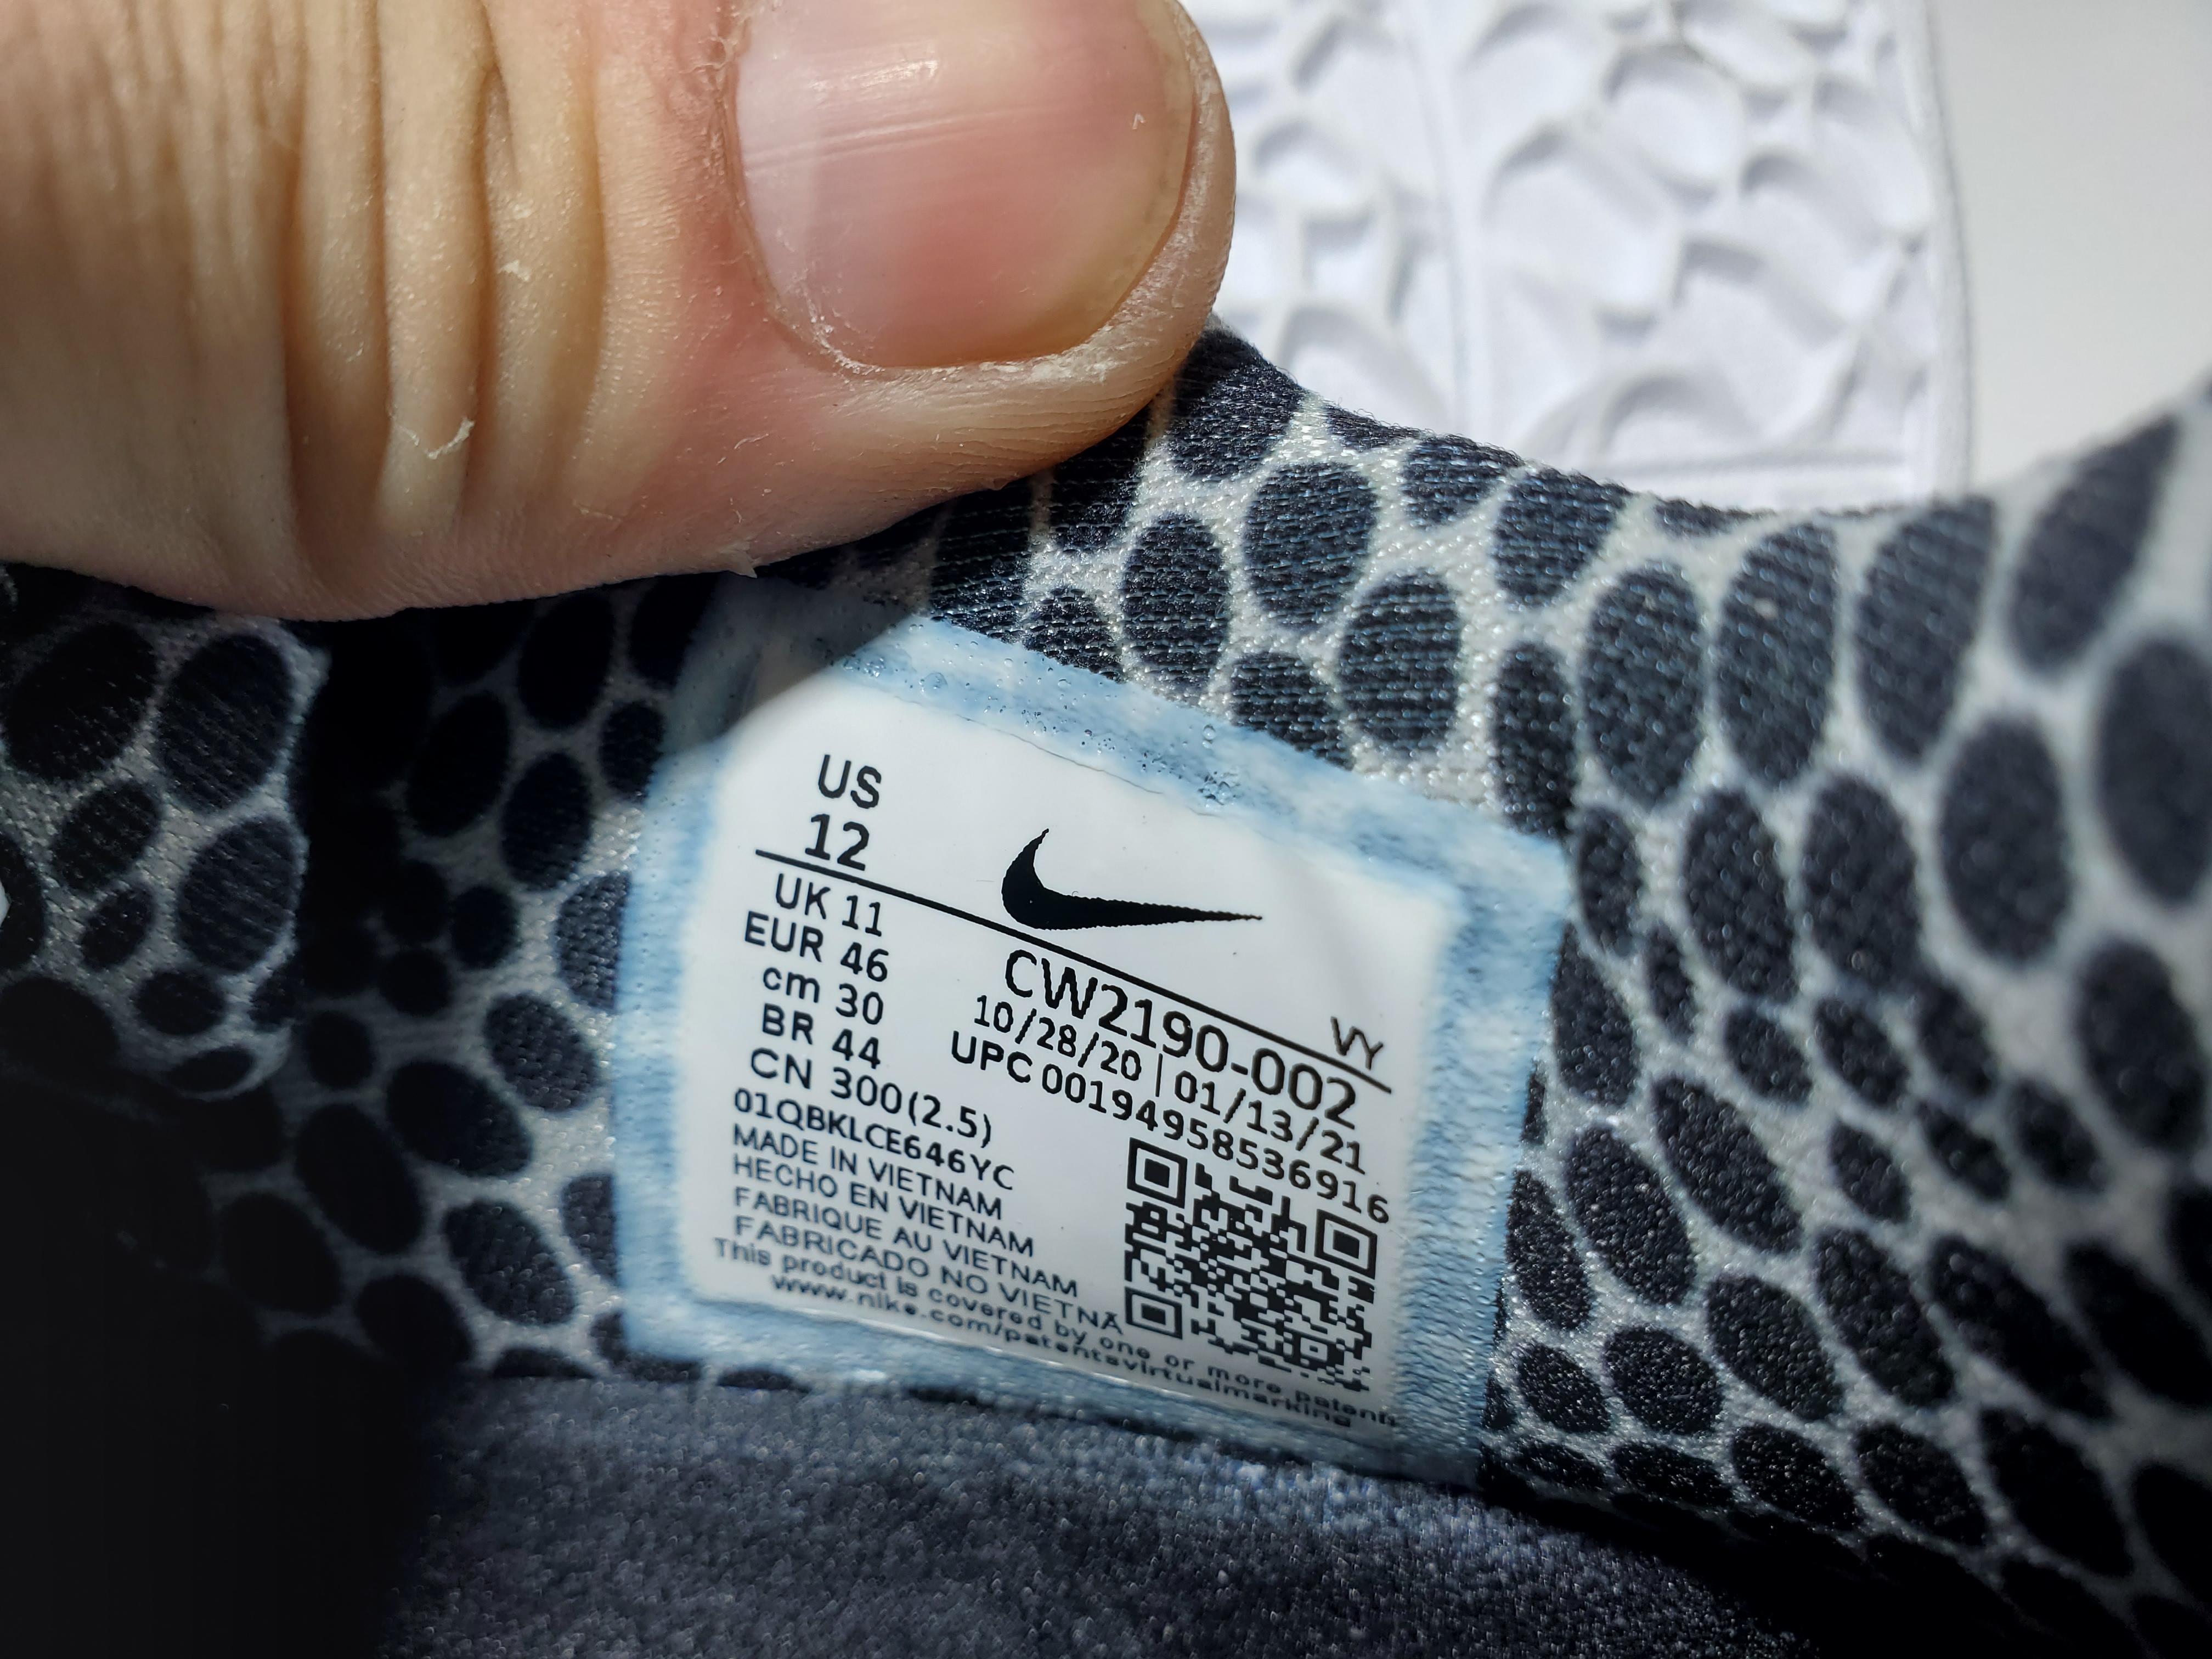 US
12
UK 11
EUR 46
cm 30
BR 44
CN 300(2.5)
VY
CW2190-002
10/28/20 | 01/13/21
UPC 00194958536916
01QBKLCE646YC
MADE IN VIETNAM
HECHO EN VIETNAM
FABRIQUE AU VIETNAM
FABRICADO NO VIETNÃ
This product is covered by one or more patents
www.nike.com/patentsvirtualmarking